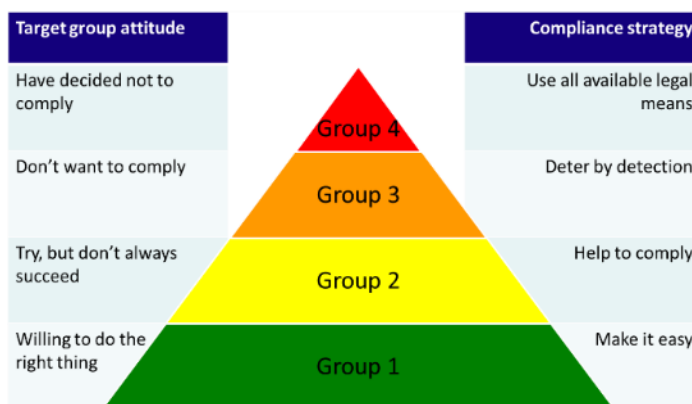 Target group attitude
Compliance strategy
Have decided not to
comply
Group 4
Use all available legal
means
Don't want to comply
Group 3
Deter by detection
Try, but don't always
succeed
Group 2
Help to comply
Willing to do the
right thing
Group 1
Make it easy